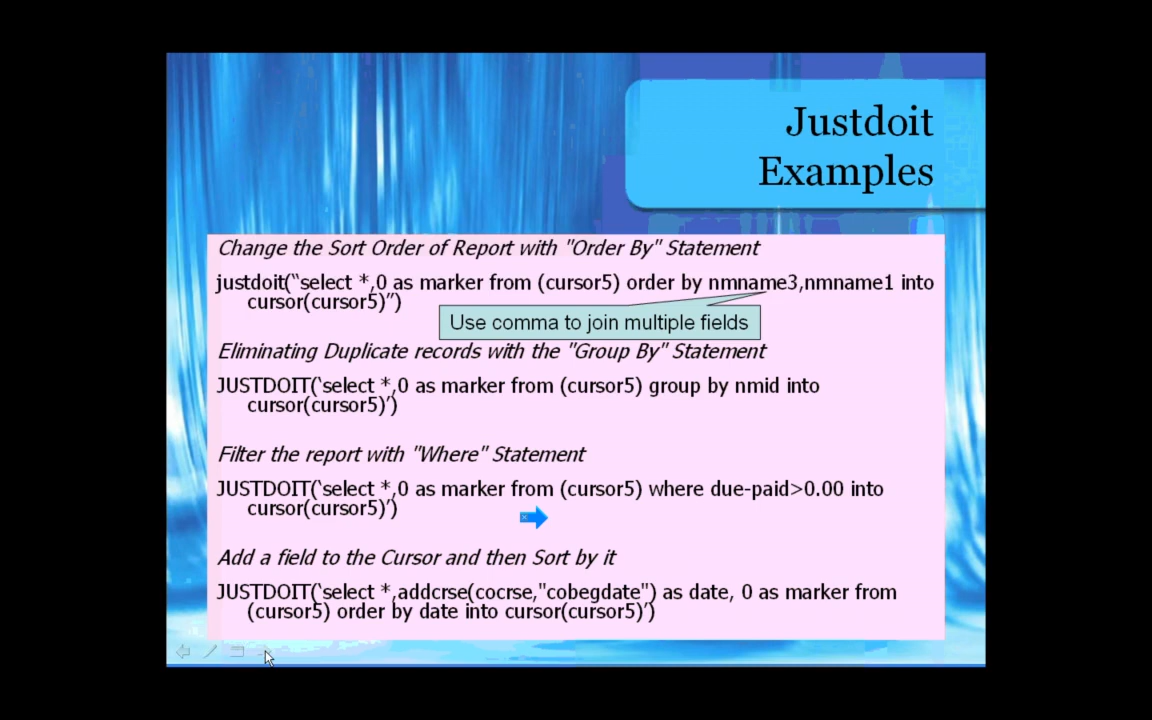 Justdoit
Examples
Change the Sort Order of Report with "Order By" Statement
justdoit(“select *,0 as marker from (cursor5) order by nmname3,nmname1 into
cursor(cursor5)”)
Use comma to join multiple fields
Eliminating Duplicate records with the "Group By" Statement
JUSTDOIT(‘select *,0 as marker from (cursor5) group by nmid into
cursor(cursor5)’)
Filter the report with "Where" Statement
JUSTDOIT(‘select *,0 as marker from (cursor5) where due-paid>0.00 into
cursor(cursor5)’)
Add a field to the Cursor and then Sort by it
JUSTDOIT(‘select *,addcrse(cocrse,"cobegdate") as date, 0 as marker from
(cursor5) order by date into cursor(cursor5)’)